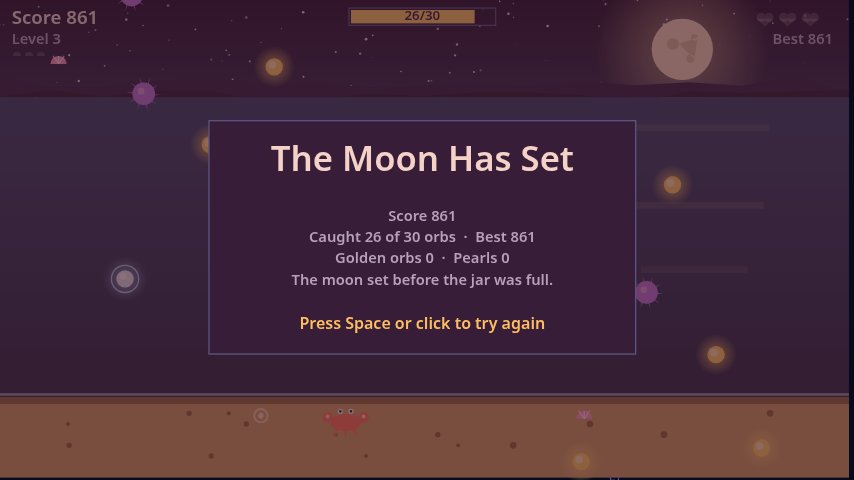 Score 861
26/30
Level 3
Best 861
The Moon Has Set
Score 861
Caught 26 of 30 orbs · Best 861
Golden orbs 0 · Pearls 0
The moon set before the jar was full.
Press Space or click to try again